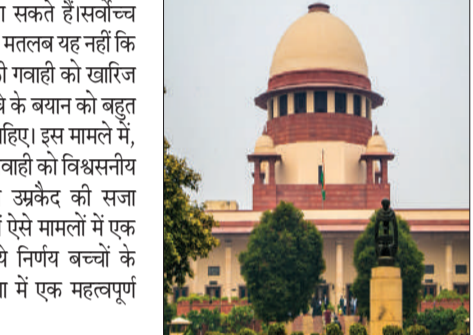 सकते हैं।सर्वोच्च
मतलब यह नहीं कि
गवाही को खारिज
के बयान को बहुत
इस मामले में,
को विश्वसनीय
उम्रकैद की सजा
ऐसे मामलों में एक
निर्णय बच्चों के
में एक महत्वपूर्ण